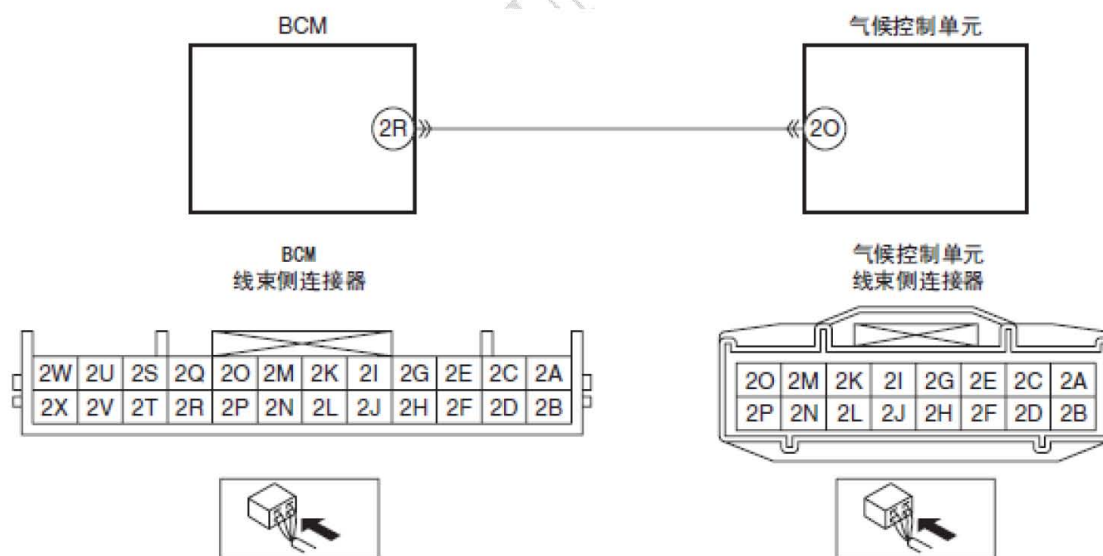 BCM 气候控制单元
2R 2O
BCM 气候控制单元
线束侧连接器 线束侧连接器
2W 2U 2S 2Q 2O 2M 2K 2I 2G 2E 2C 2A 2O 2M 2K 2I 2G 2E 2C 2A
2X 2V 2T 2R 2P 2N 2L 2J 2H 2F 2D 2B 2P 2N 2L 2J 2H 2F 2D 2B